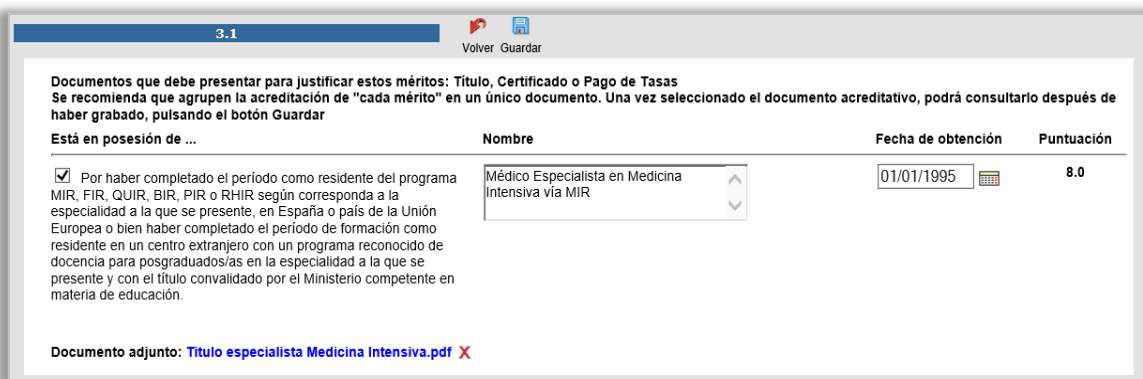 3.1
Volver Guardar
Documentos que debe presentar para justificar estos méritos: Título, Certificado o Pago de Tasas
Se recomienda que agrupen la acreditación de "cada mérito" en un único documento. Una vez seleccionado el documento acreditativo, podrá consultarlo después de
haber grabado, pulsando el botón Guardar
Está en posesión de ... Nombre Fecha de obtención Puntuación
Por haber completado el período como residente del programa
MIR, FIR, QUIR, BIR, PIR o RHIR según corresponda a la
especialidad a la que se presente, en España o país de la Unión
Europea o bien haber completado el período de formación como
residente en un centro extranjero con un programa reconocido de
docencia para posgraduados/as en la especialidad a la que se
presente y con el título convalidado por el Ministerio competente en
materia de educación.
Médico Especialista en Medicina
Intensiva vía MIR
01/01/1995
8.0
Documento adjunto: Titulo especialista Medicina Intensiva.pdf X